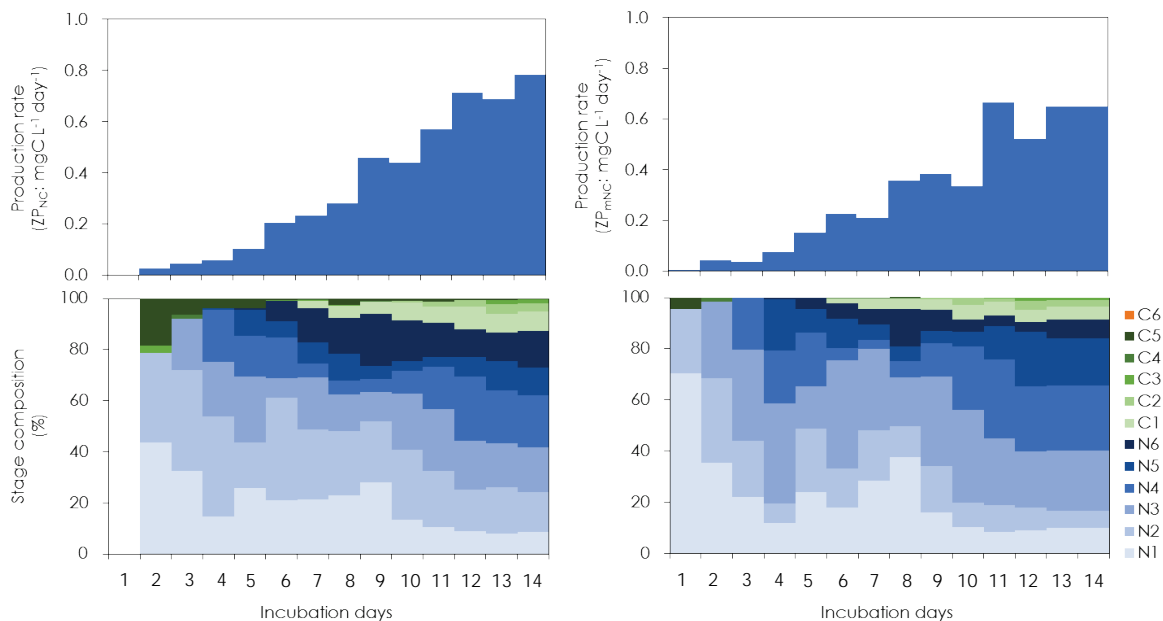 Production rate
(ZPNC: mgC L-1 day-1)
1.0
0.8
0.6
0.4
0.2
0.0
Production rate
(ZPmNC: mgC L-1 day-1)
1.0
0.8
0.6
0.4
0.2
0.0
Stage composition
(%)
100
80
60
40
20
0
1 2 3 4 5 6 7 8 9 10 11 12 13 14
Incubation days
100
80
60
40
20
0
1 2 3 4 5 6 7 8 9 10 11 12 13 14
Incubation days
C6
C5
C4
C3
C2
C1
N6
N5
N4
N3
N2
N1